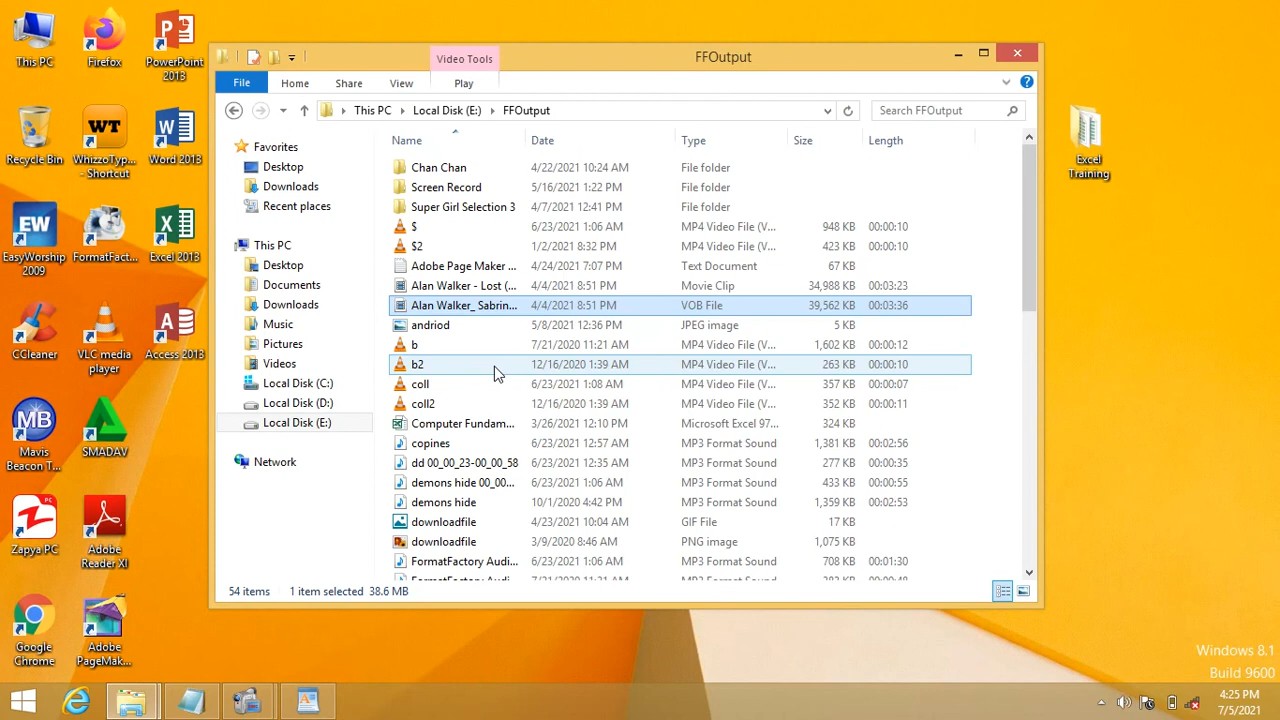 This PC
Firefox
PowerPoint
2013
Recycle Bin
WhizzoTyp...
- Shortcut
Word 2013
EasyWorship
2009
FormatFact...
Excel 2013
CCleaner
VLC media
player
Access 2013
Mavis
Beacon T...
SMADAV
Zapya PC
Adobe
Reader XI
Google
Chrome
Adobe
PageMak...
Excel
Training
Video Tools
FFOutput
File
Home
Share
View
Play
This PC
Local Disk (E:)
FFOutput
Search FFOutput
Favorites
Desktop
Downloads
Recent places
This PC
Desktop
Documents
Downloads
Music
Pictures
Videos
Local Disk (C:)
Local Disk (D:)
Local Disk (E:)
Network
Name Date Type Size Length
Chan Chan 4/22/2021 10:24 AM File folder
Screen Record 5/16/2021 1:22 PM File folder
Super Girl Selection 3 4/7/2021 12:41 PM File folder
$ 6/23/2021 1:06 AM MP4 Video File (V... 948 KB 00:00:10
$2 1/2/2021 8:32 PM MP4 Video File (V... 423 KB 00:00:10
Adobe Page Maker ... 4/24/2021 7:07 PM Text Document 67 KB
Alan Walker - Lost (... 4/4/2021 8:51 PM Movie Clip 34,988 KB 00:03:23
Alan Walker_ Sabrin... 4/4/2021 8:51 PM VOB File 39,562 KB 00:03:36
andriod 5/8/2021 12:36 PM JPEG image 5 KB
b 7/21/2020 11:21 AM MP4 Video File (V... 1,602 KB 00:00:12
b2 12/16/2020 1:39 AM MP4 Video File (V... 263 KB 00:00:10
coll 6/23/2021 1:08 AM MP4 Video File (V... 357 KB 00:00:07
coll2 12/16/2020 1:39 AM MP4 Video File (V... 352 KB 00:00:11
Computer Fundam... 3/26/2021 12:10 PM Microsoft Excel 97... 324 KB
copines 6/23/2021 12:57 AM MP3 Format Sound 1,381 KB 00:02:56
dd 00_00_23-00_00_58 6/23/2021 12:35 AM MP3 Format Sound 277 KB 00:00:35
demons hide 00_00... 6/23/2021 1:06 AM MP3 Format Sound 433 KB 00:00:55
demons hide 10/1/2020 4:42 PM MP3 Format Sound 1,359 KB 00:02:53
downloadfile 4/23/2021 10:04 AM GIF File 17 KB
downloadfile 3/9/2020 8:46 AM PNG image 1,075 KB
FormatFactory Audi... 6/23/2021 1:06 AM MP3 Format Sound 708 KB 00:01:30
FormatFactory Audi... 7/21/2020 11:21 AM MP3 Format Sound
54 items 1 item selected 38.6 MB
Windows 8.1
Build 9600
4:25 PM
7/5/2021